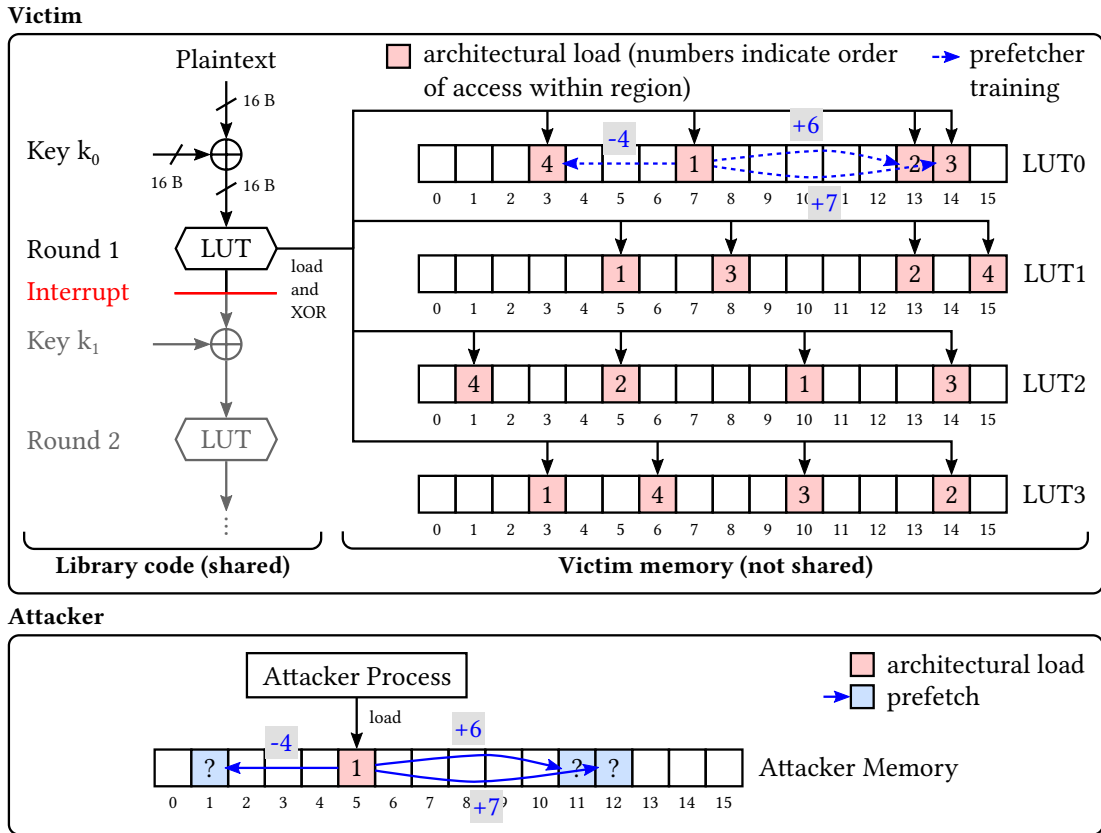 Victim
Plaintext
16 B
Key k0
16 B
16 B
Round 1
LUT
load
and
XOR
Interrupt
Key k1
Round 2
LUT
⋮
Library code (shared)
architectural load (numbers indicate order
of access within region)
prefetcher
training
-4
+6
4 1 2 3
LUT0
0 1 2 3 4 5 6 7 8 9 10 11 12 13 14 15
+7
1 3 2 4
LUT1
0 1 2 3 4 5 6 7 8 9 10 11 12 13 14 15
4 2 1 3
LUT2
0 1 2 3 4 5 6 7 8 9 10 11 12 13 14 15
1 4 3 2
LUT3
0 1 2 3 4 5 6 7 8 9 10 11 12 13 14 15
Victim memory (not shared)
Attacker
Attacker Process
load
architectural load
prefetch
-4
+6
? 1 ? ?
Attacker Memory
0 1 2 3 4 5 6 7 8 9 10 11 12 13 14 15
+7